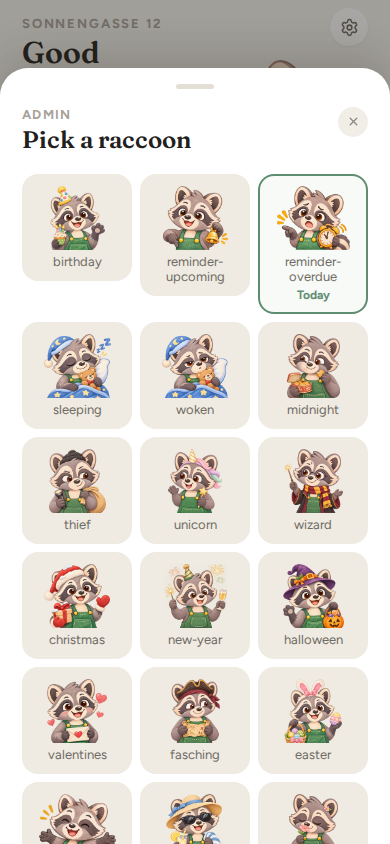 SONNENGASSE 12
Good
ADMIN
Pick a raccoon
birthday
reminder-
upcoming
reminder-
overdue
Today
sleeping
woken
midnight
thief
unicorn
wizard
christmas
new-year
halloween
valentines
fasching
easter